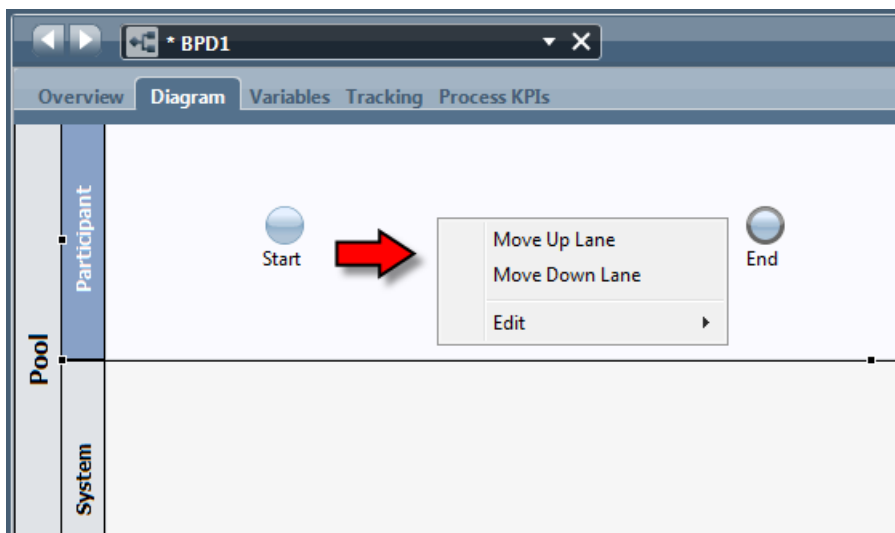 * BPD1
Overview Diagram Variables Tracking Process KPIs
Pool
Participant
Start
Move Up Lane
Move Down Lane
Edit
End
System